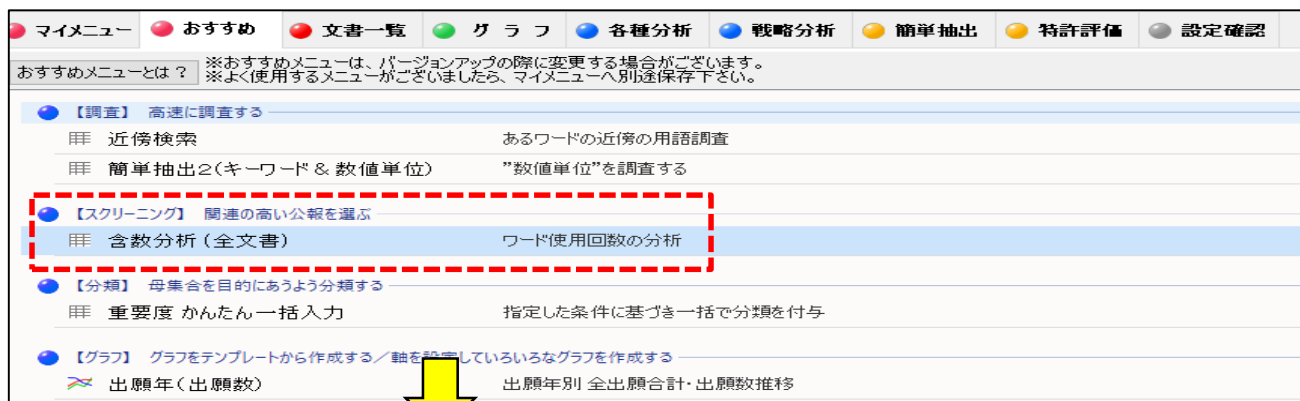 マイメニュー おすすめ 文書一覧 グラフ 各種分析 戦略分析 簡単抽出 特許評価 設定確認
おすすめメニューとは? ※おすすめメニューは、バージョンアップの際に変更する場合がございます。
※よく使用するメニューがございましたら、マイメニューへ別途保存下さい。
【調査】 高速に調査する
近傍検索 あるワードの近傍の用語調査
簡単抽出2(キーワード&数値単位) ”数値単位”を調査する
【スクリーニング】 関連の高い公報を選ぶ
含数分析(全文書) ワード使用回数の分析
【分類】 母集合を目的にあうよう分類する
重要度 かんたん一括入力 指定した条件に基づき一括で分類を付与
【グラフ】 グラフをテンプレートから作成する/軸を設定していろいろなグラフを作成する
出願年(出願数) 出願年別 全出願合計・出願数推移